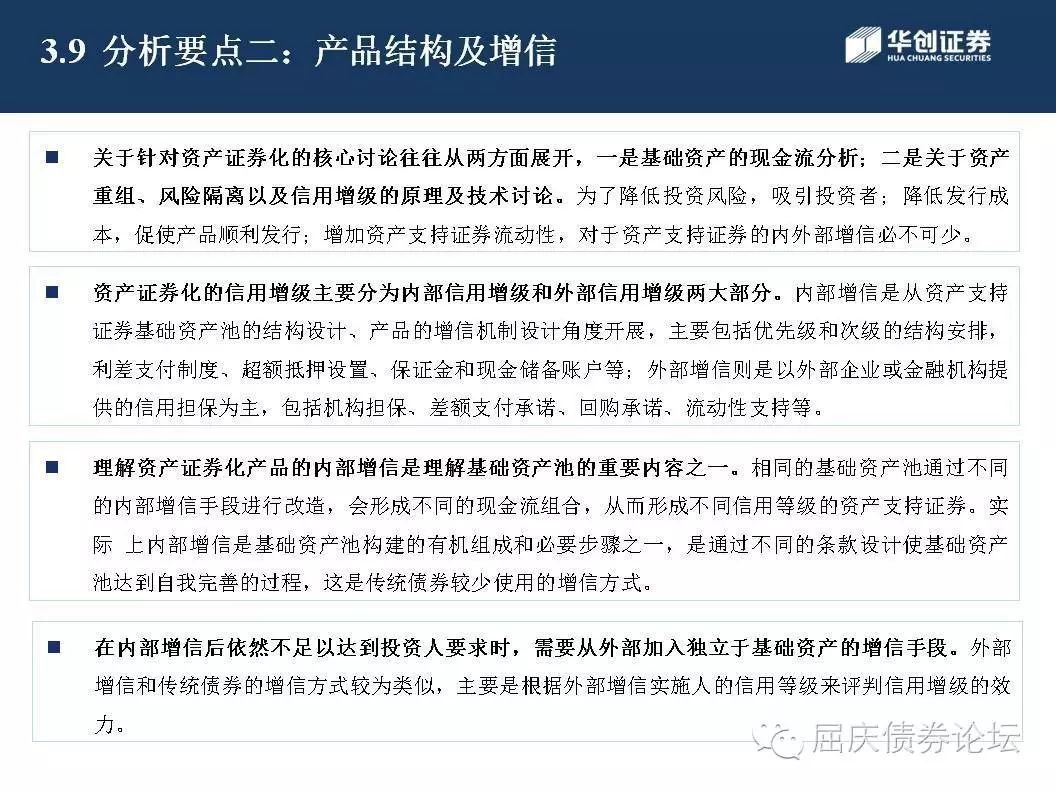 3.9 分析要点二：产品结构及增信
华创证券
HUA CHUANG SECURITIES
关于针对资产证券化的核心讨论往往从两方面展开，一是基础资产的现金流分析；二是关于资产
重组、风险隔离以及信用增级的原理及技术讨论。为了降低投资风险，吸引投资者；降低发行成
本，促使产品顺利发行；增加资产支持证券流动性，对于资产支持证券的内外部增信必不可少。
资产证券化的信用增级主要分为内部信用增级和外部信用增级两大部分。内部增信是从资产支持
证券基础资产池的结构设计、产品的增信机制设计角度开展，主要包括优先级和次级的结构安排，
利差支付制度、超额抵押设置、保证金和现金储备账户等；外部增信则是以外部企业或金融机构提
供的信用担保为主，包括机构担保、差额支付承诺、回购承诺、流动性支持等。
理解资产证券化产品的内部增信是理解基础资产池的重要内容之一。相同的基础资产池通过不同
的内部增信手段进行改造，会形成不同的现金流组合，从而形成不同信用等级的资产支持证券。实
际 上内部增信是基础资产池构建的有机组成和必要步骤之一，是通过不同的条款设计使基础资产
池达到自我完善的过程，这是传统债券较少使用的增信方式。
在内部增信后依然不足以达到投资人要求时，需要从外部加入独立于基础资产的增信手段。外部
增信和传统债券的增信方式较为类似，主要是根据外部增信实施人的信用等级来评判信用增级的效
力。
屈庆债券论坛